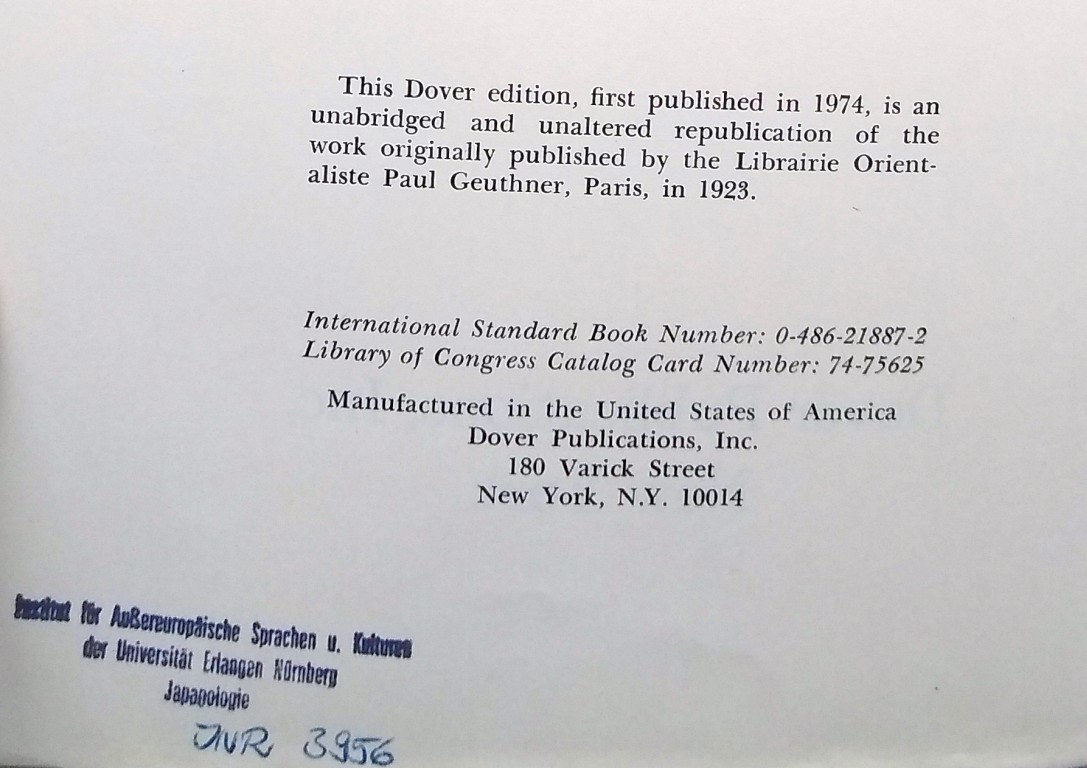 This Dover edition, first published in 1974, is an
unabridged and unaltered republication of the
work originally published by the Librairie Orient-
aliste Paul Geuthner, Paris, in 1923.
International Standard Book Number: 0-486-21887-2
Library of Congress Catalog Card Number: 74-75625
Manufactured in the United States of America
Dover Publications, Inc.
180 Varick Street
New York, N.Y. 10014
Institut für Außereuropäische Sprachen u. Kulturen
der Universität Erlangen Nürnberg
Japanologie
INR 3956